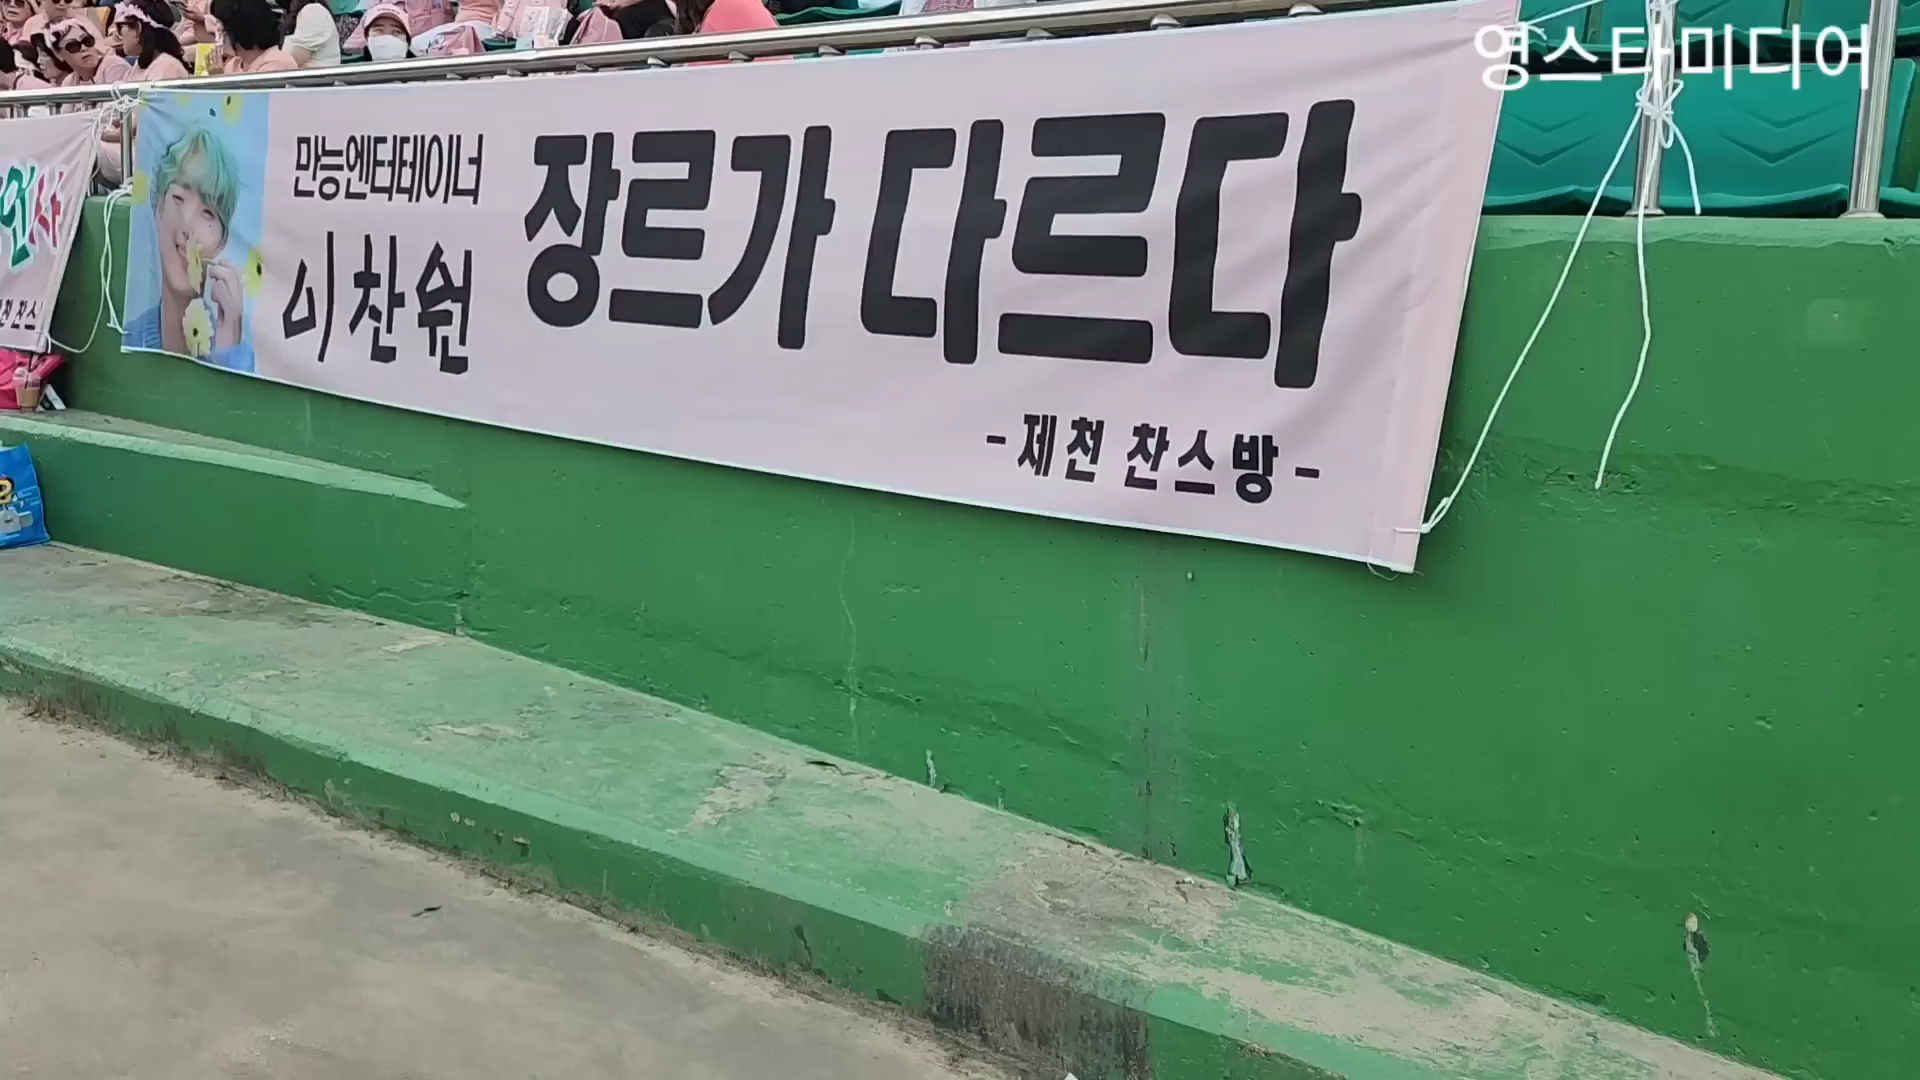 영스타미디어
만능엔터테이너
이찬원
장르가 다르다
-제천 찬스방-